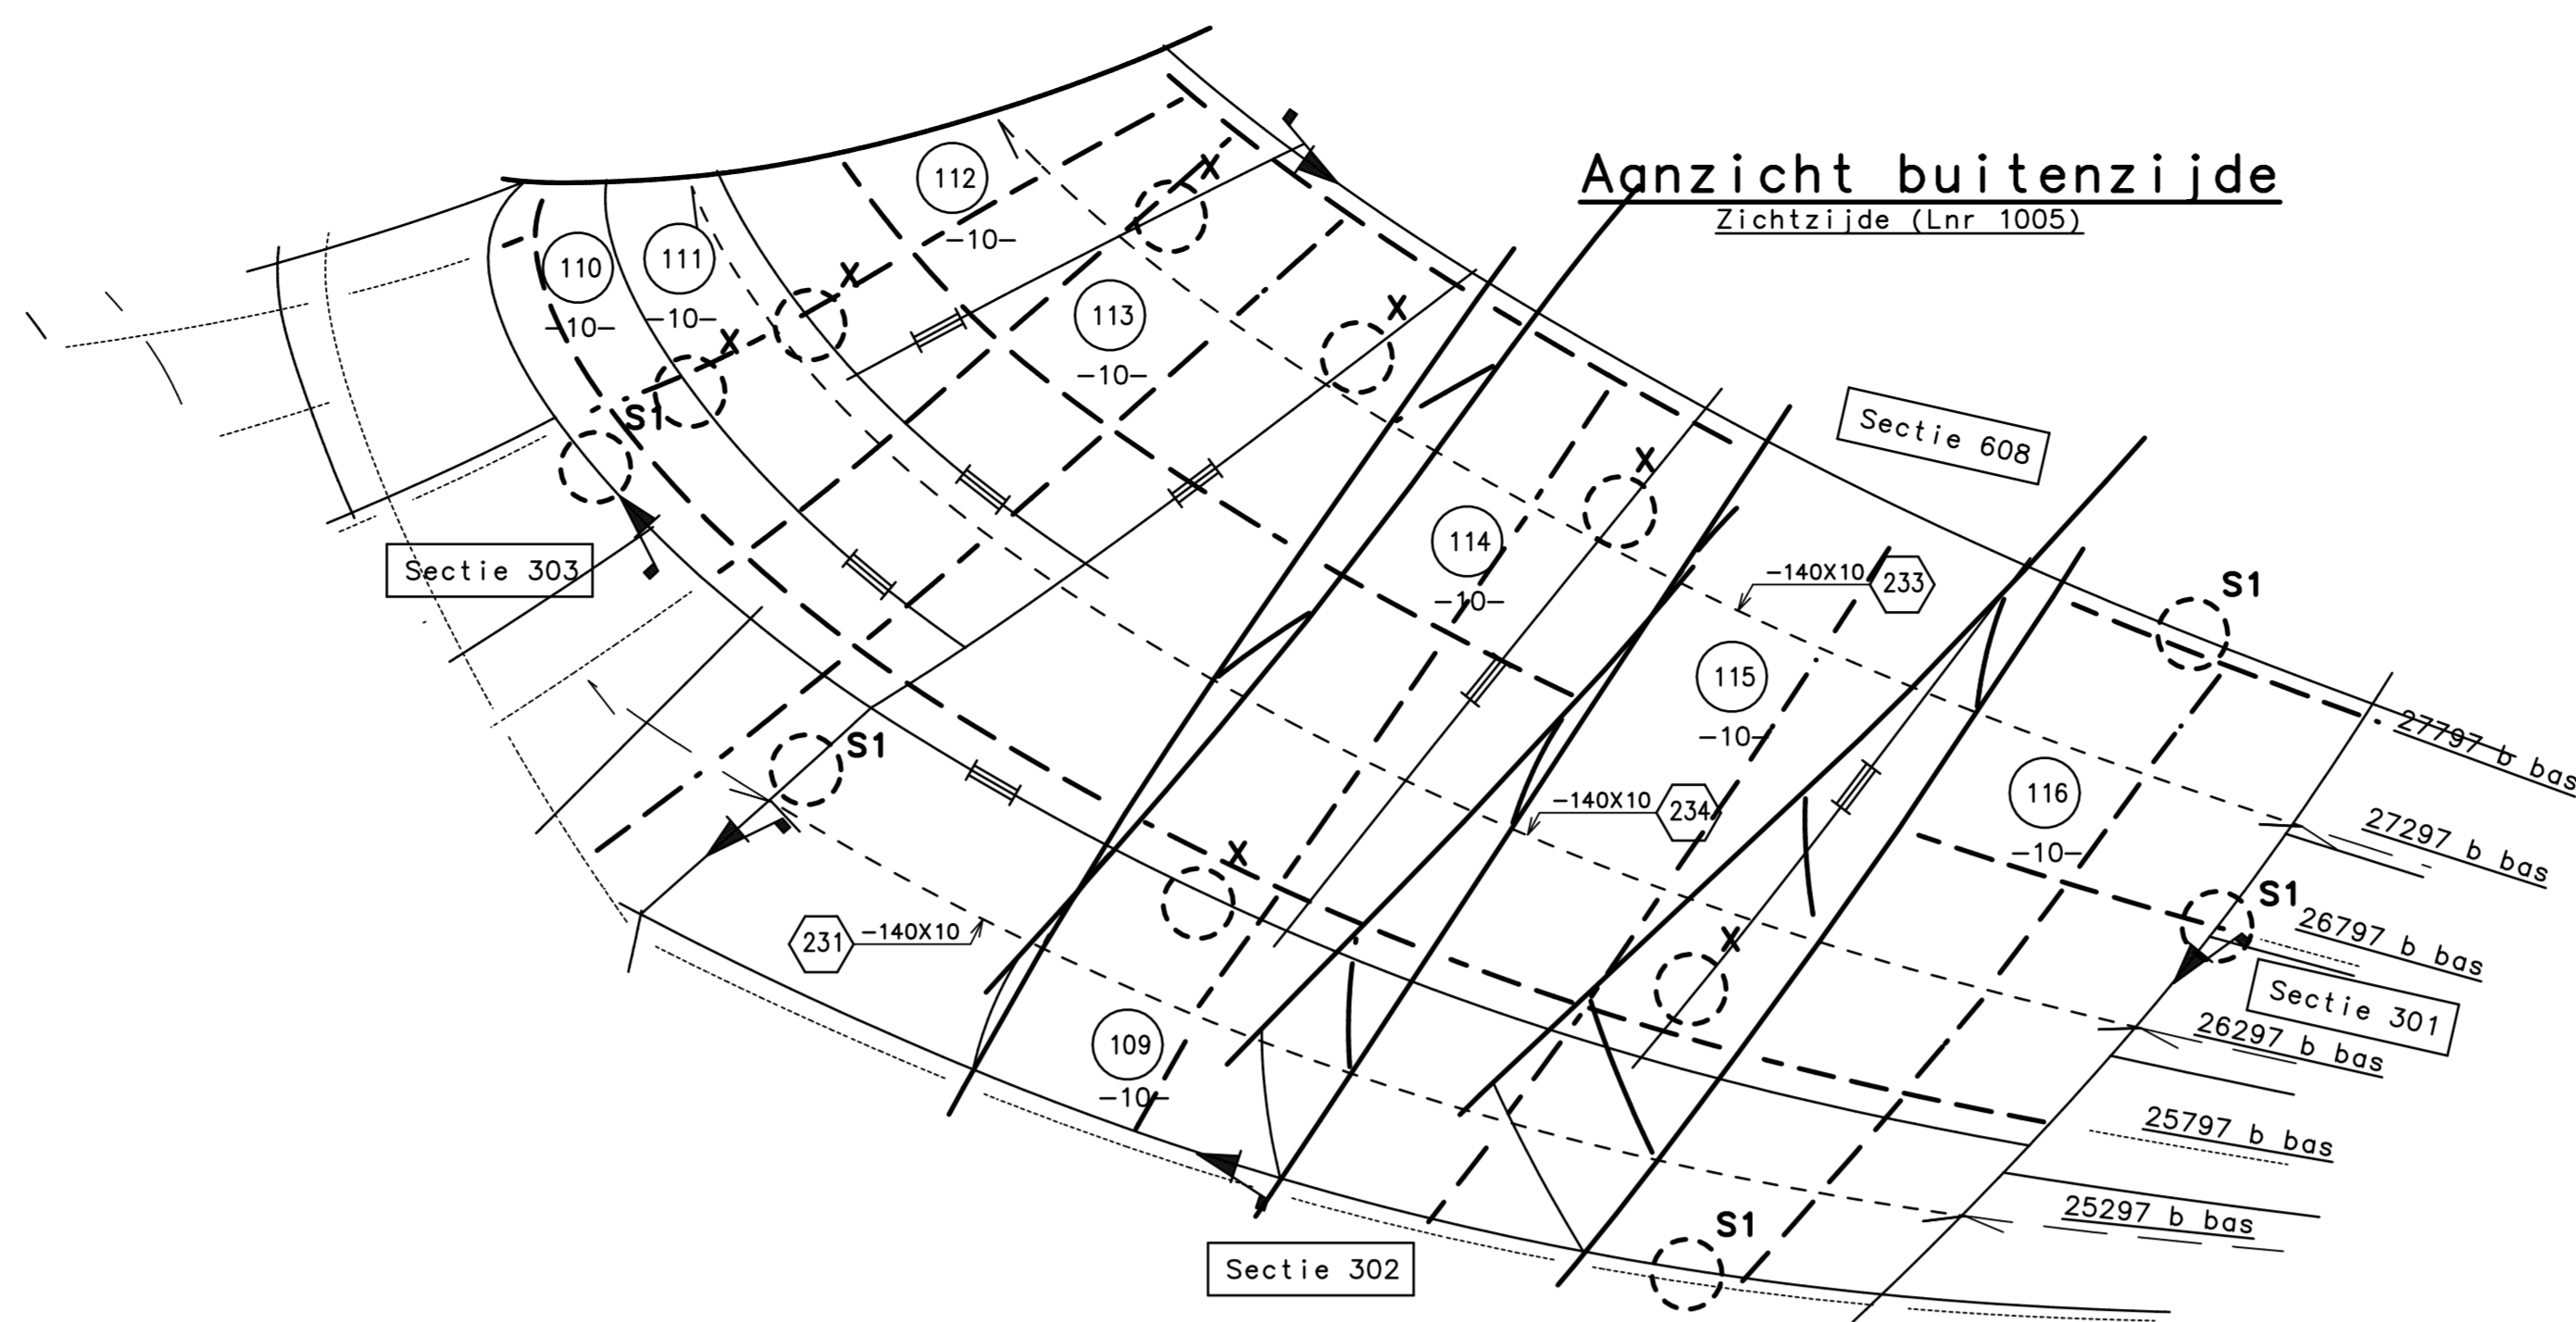 Aanzicht buitenzijde
Zichtzijde (Lnr 1005)
112
-10-
X
110
-10-
111
-10-
X
X
113
-10-
X
S1
Sectie 608
X
114
-10-
Sectie 303
-140X10
233
S1
115
-10-
S1
27797 b bas
-140X10
234
116
-10-
27297 b bas
X
S1
26797 b bas
231
-140X10
X
Sectie 301
26297 b bas
109
-10-
25797 b bas
25297 b bas
S1
Sectie 302